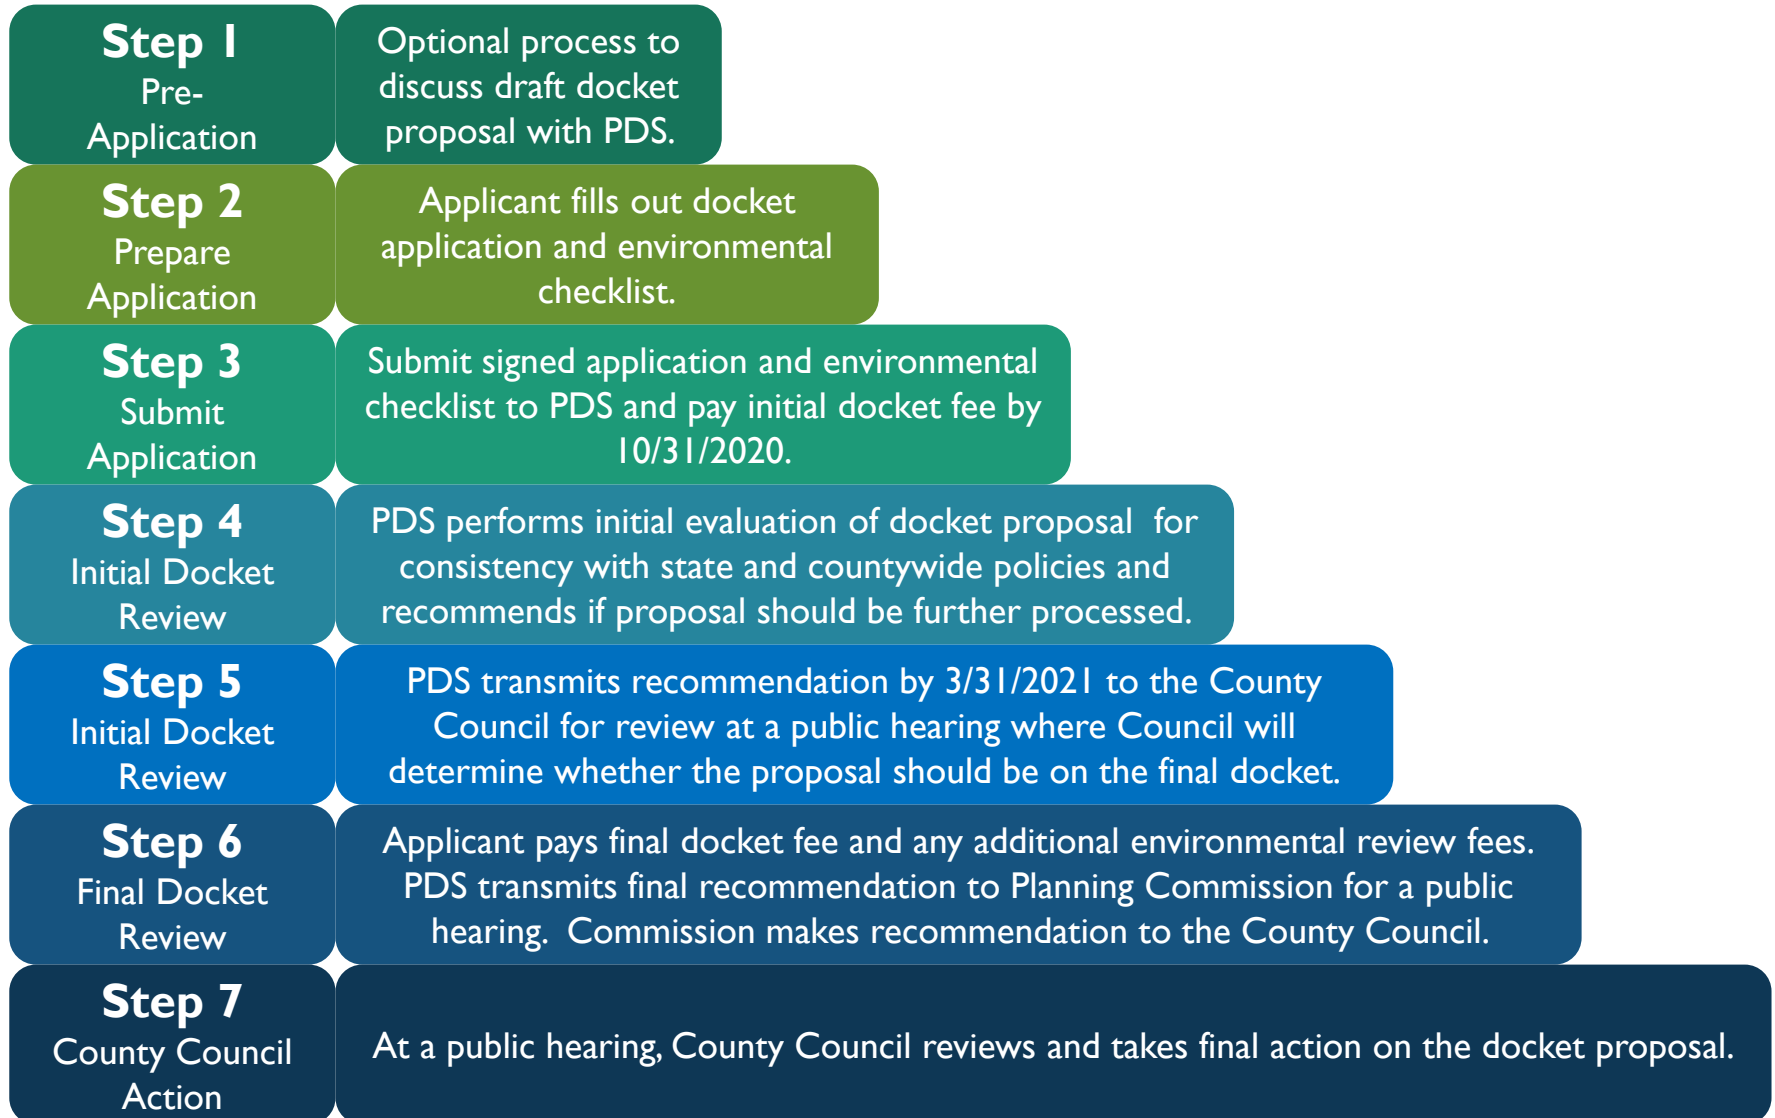 Step 1
Pre-
Application
Optional process to
discuss draft docket
proposal with PDS.
Step 2
Prepare
Application
Applicant fills out docket
application and environmental
checklist.
Step 3
Submit
Application
Submit signed application and environmental
checklist to PDS and pay initial docket fee by
10/31/2020.
Step 4
Initial Docket
Review
PDS performs initial evaluation of docket proposal  for
consistency with state and countywide policies and
recommends if proposal should be further processed.
Step 5
Initial Docket
Review
PDS transmits recommendation by 3/31/2021 to the County
Council for review at a public hearing where Council will
determine whether the proposal should be on the final docket.
Step 6
Final Docket
Review
Applicant pays final docket fee and any additional environmental review fees.
PDS transmits final recommendation to Planning Commission for a public
hearing.  Commission makes recommendation to the County Council.
Step 7
County Council
Action
At a public hearing, County Council reviews and takes final action on the docket proposal.